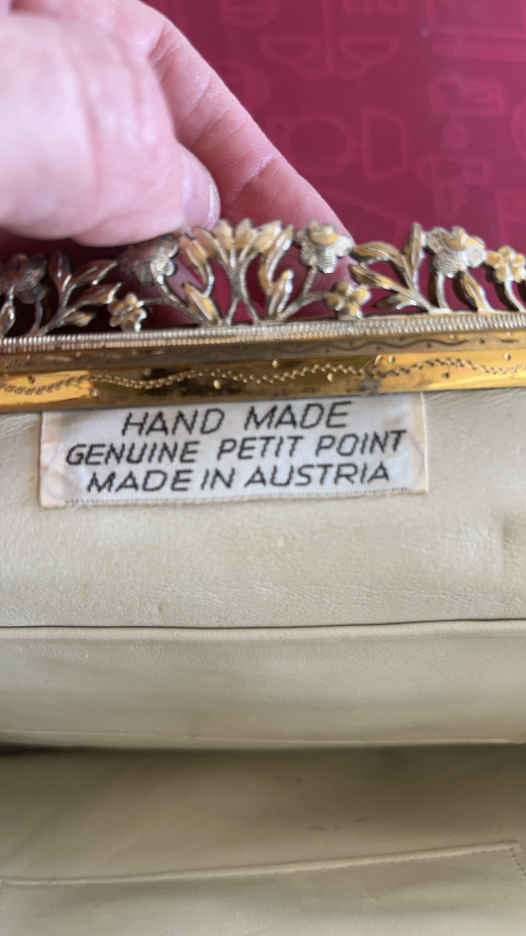 HAND MADE
GENUINE PETIT POINT
MADE IN AUSTRIA